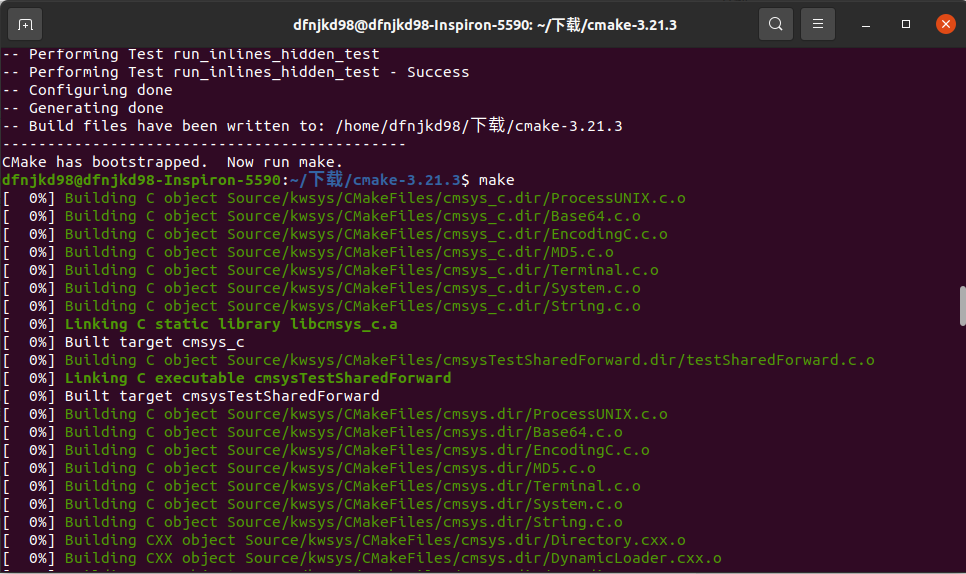 dfnjkd98@dfnjkd98-Inspiron-5590: ~/下载/cmake-3.21.3
-- Performing Test run_inlines_hidden_test
-- Performing Test run_inlines_hidden_test - Success
-- Configuring done
-- Generating done
-- Build files have been written to: /home/dfnjkd98/下载/cmake-3.21.3
---------------------------------------------
CMake has bootstrapped.  Now run make.
dfnjkd98@dfnjkd98-Inspiron-5590:~/下载/cmake-3.21.3$ make
[  0%] Building C object Source/kwsys/CMakeFiles/cmsys_c.dir/ProcessUNIX.c.o
[  0%] Building C object Source/kwsys/CMakeFiles/cmsys_c.dir/Base64.c.o
[  0%] Building C object Source/kwsys/CMakeFiles/cmsys_c.dir/EncodingC.c.o
[  0%] Building C object Source/kwsys/CMakeFiles/cmsys_c.dir/MD5.c.o
[  0%] Building C object Source/kwsys/CMakeFiles/cmsys_c.dir/Terminal.c.o
[  0%] Building C object Source/kwsys/CMakeFiles/cmsys_c.dir/System.c.o
[  0%] Building C object Source/kwsys/CMakeFiles/cmsys_c.dir/String.c.o
[  0%] Linking C static library libcmsys_c.a
[  0%] Built target cmsys_c
[  0%] Building C object Source/kwsys/CMakeFiles/cmsysTestSharedForward.dir/testSharedForward.c.o
[  0%] Linking C executable cmsysTestSharedForward
[  0%] Built target cmsysTestSharedForward
[  0%] Building C object Source/kwsys/CMakeFiles/cmsys.dir/ProcessUNIX.c.o
[  0%] Building C object Source/kwsys/CMakeFiles/cmsys.dir/Base64.c.o
[  0%] Building C object Source/kwsys/CMakeFiles/cmsys.dir/EncodingC.c.o
[  0%] Building C object Source/kwsys/CMakeFiles/cmsys.dir/MD5.c.o
[  0%] Building C object Source/kwsys/CMakeFiles/cmsys.dir/Terminal.c.o
[  0%] Building C object Source/kwsys/CMakeFiles/cmsys.dir/System.c.o
[  0%] Building C object Source/kwsys/CMakeFiles/cmsys.dir/String.c.o
[  0%] Building CXX object Source/kwsys/CMakeFiles/cmsys.dir/Directory.cxx.o
[  0%] Building CXX object Source/kwsys/CMakeFiles/cmsys.dir/DynamicLoader.cxx.o